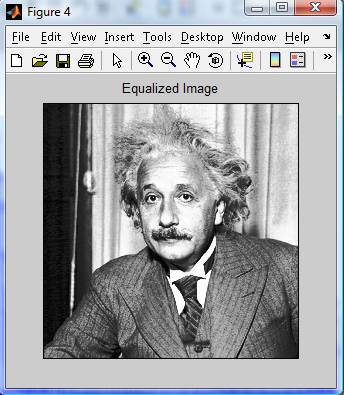 Figure 4
File Edit View Insert Tools Desktop Window Help
Equalized Image